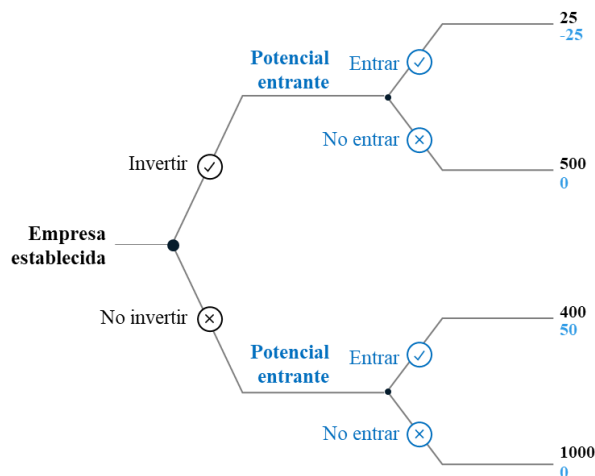 25
-25
Potencial
entrante
Entrar
No entrar
Invertir
500
0
Empresa
establecida
No invertir
400
50
Potencial
entrante
Entrar
No entrar
1000
0